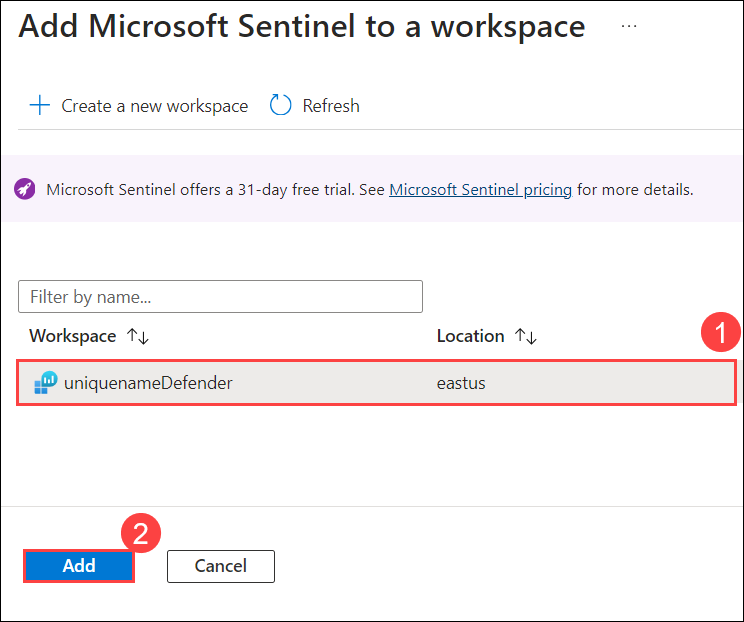 Add Microsoft Sentinel to a workspace ...
Create a new workspace Refresh
Microsoft Sentinel offers a 31-day free trial. See Microsoft Sentinel pricing for more details.
Filter by name...
Workspace Location
1
uniquenameDefender eastus
2
Add Cancel